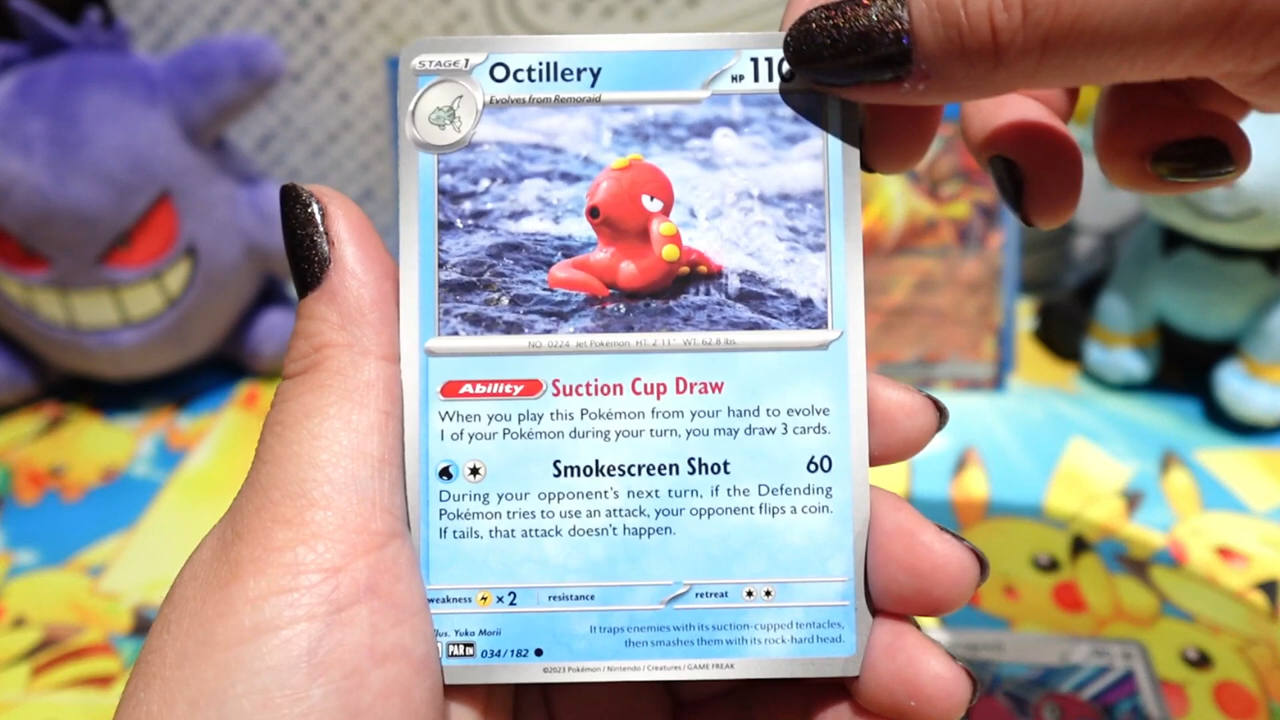 STAGE 1
Octillery
HP 110
Evolves from Remoraid
NO. 0224 Jet Pokémon HT: 2'11" WT: 62.8 lbs.
Ability Suction Cup Draw
When you play this Pokémon from your hand to evolve
1 of your Pokémon during your turn, you may draw 3 cards.
Smokescreen Shot 60
During your opponent's next turn, if the Defending
Pokémon tries to use an attack, your opponent flips a coin.
If tails, that attack doesn't happen.
weakness ×2 resistance retreat
Illus. Yuka Morii
It traps enemies with its suction-cupped tentacles,
then smashes them with its rock-hard head.
PAR EN 034/182
©2023 Pokémon / Nintendo / Creatures / GAME FREAK